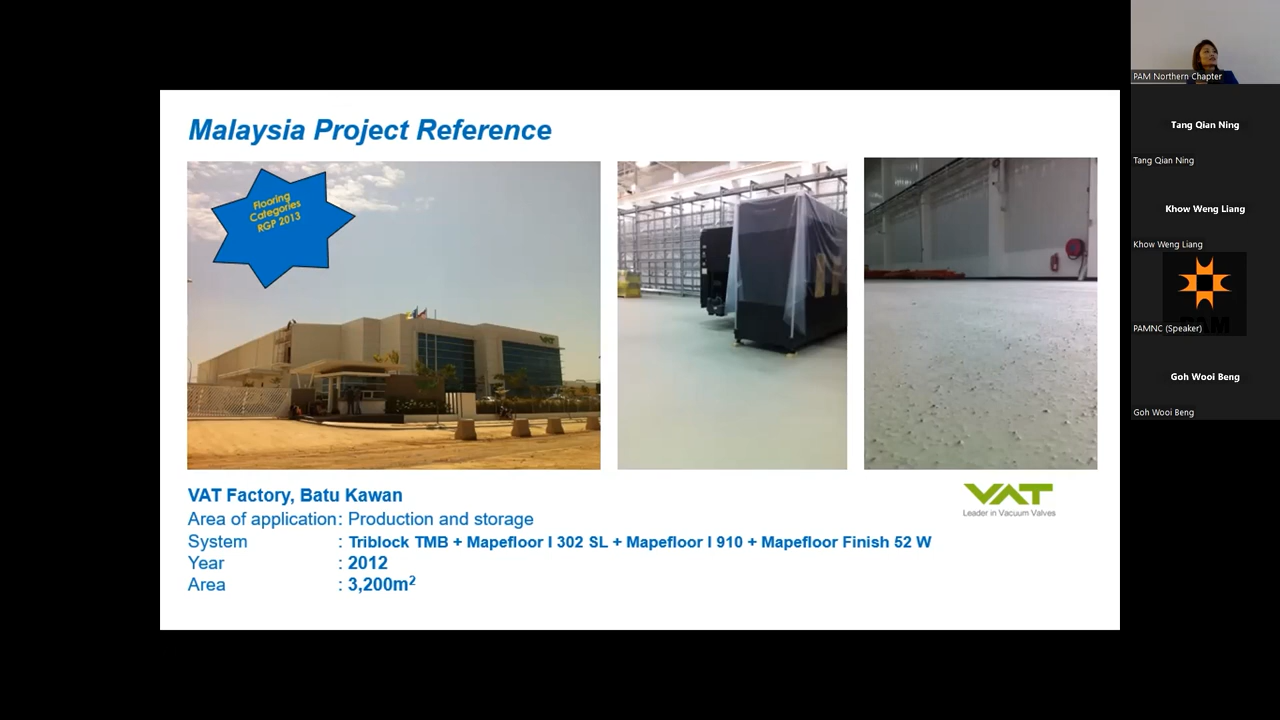 Malaysia Project Reference
Flooring
Categories
RGP 2013
VAT
VAT Factory, Batu Kawan
Area of application: Production and storage
System : Triblock TMB + Mapefloor I 302 SL + Mapefloor I 910 + Mapefloor Finish 52 W
Year : 2012
Area : 3,200m²
VAT
Leader in Vacuum Valves
PAM Northern Chapter
Tang Qian Ning
Tang Qian Ning
Khow Weng Liang
Khow Weng Liang
PAM
PAMNC (Speaker)
Goh Wooi Beng
Goh Wooi Beng